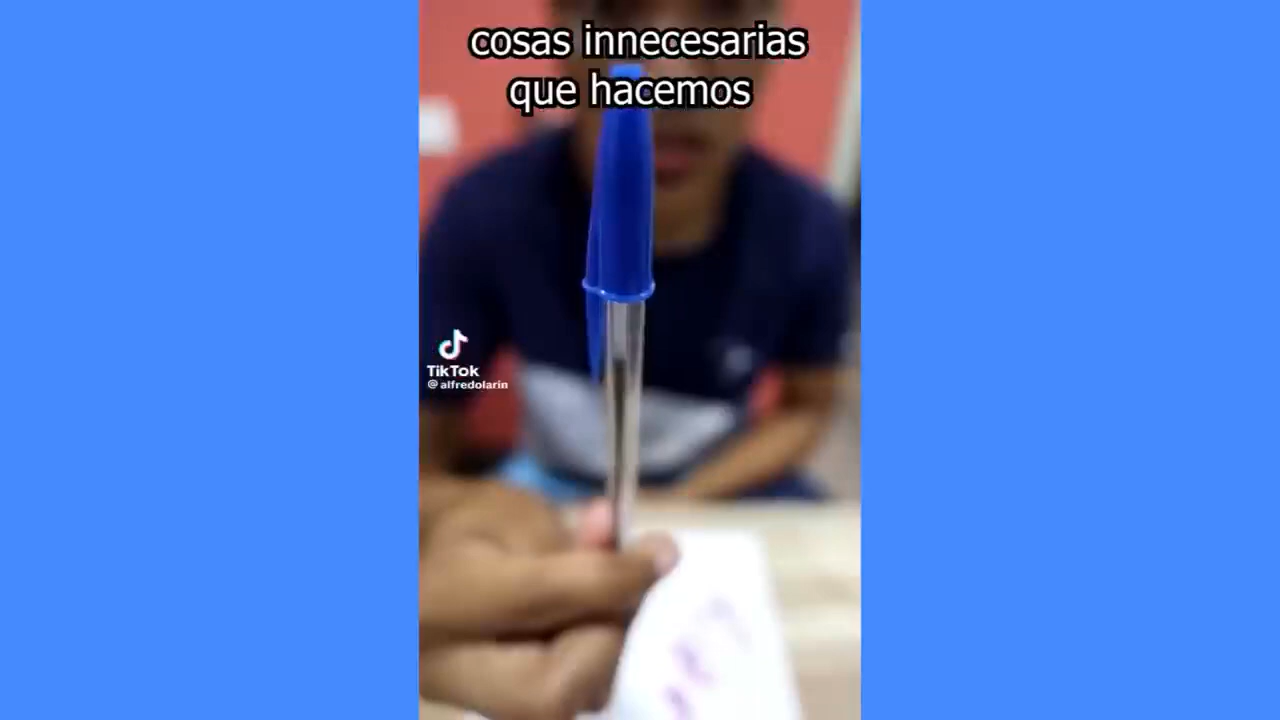 cosas innecesarias
que hacemos
TikTok
@alfredolarin